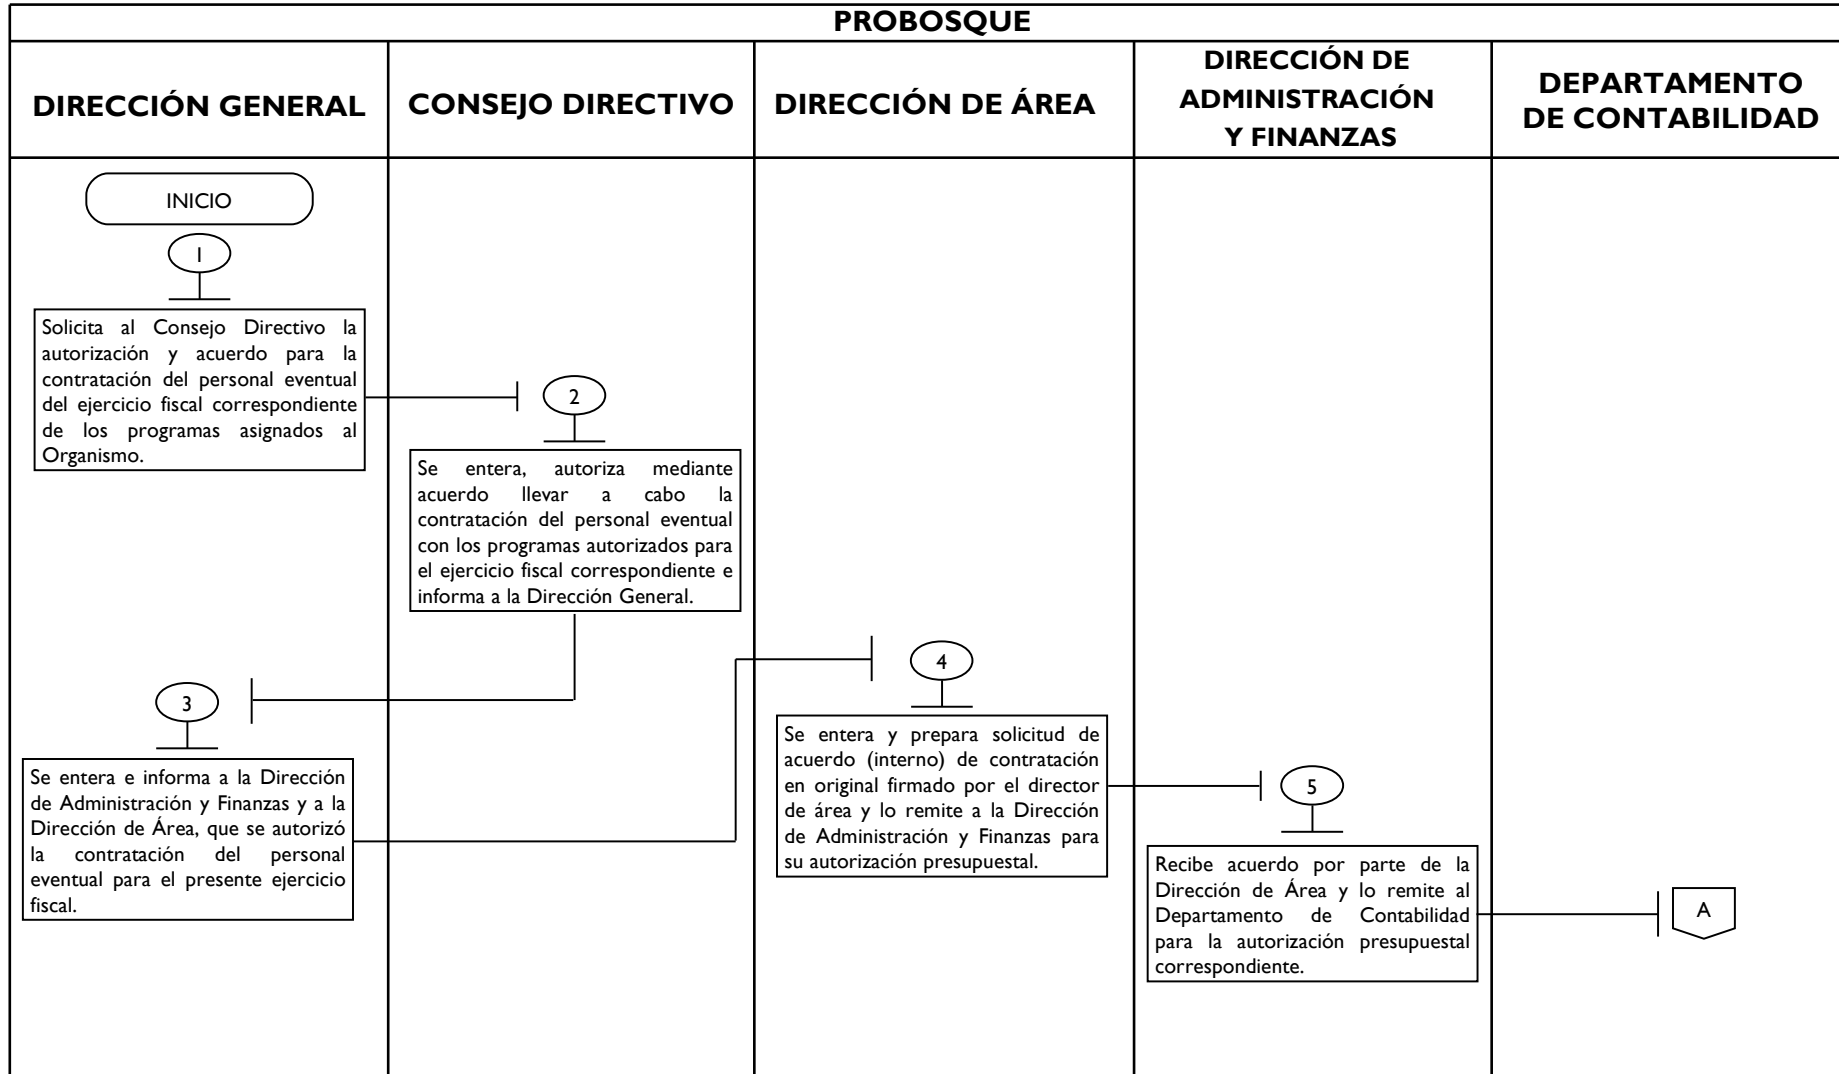 PROBOSQUE
DIRECCIÓN GENERAL
CONSEJO DIRECTIVO
DIRECCIÓN DE ÁREA
DIRECCIÓN DE
ADMINISTRACIÓN
Y FINANZAS
DEPARTAMENTO
DE CONTABILIDAD
INICIO
1
Solicita al Consejo Directivo la
autorización y acuerdo para la
contratación del personal eventual
del ejercicio fiscal correspondiente
de los programas asignados al
Organismo.
2
Se entera, autoriza mediante
acuerdo llevar a cabo la
contratación del personal eventual
con los programas autorizados para
el ejercicio fiscal correspondiente e
informa a la Dirección General.
3
Se entera e informa a la Dirección
de Administración y Finanzas y a la
Dirección de Área, que se autorizó
la contratación del personal
eventual para el presente ejercicio
fiscal.
4
Se entera y prepara solicitud de
acuerdo (interno) de contratación
en original firmado por el director
de área y lo remite a la Dirección
de Administración y Finanzas para
su autorización presupuestal.
5
Recibe acuerdo por parte de la
Dirección de Área y lo remite al
Departamento de Contabilidad
para la autorización presupuestal
correspondiente.
A